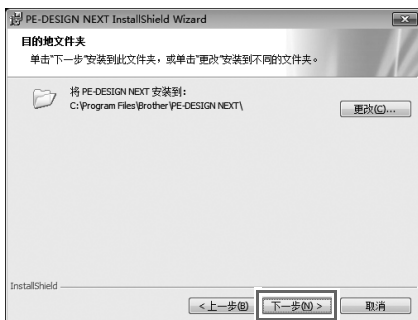 PE-DESIGN NEXT InstallShield Wizard
目的地文件夹
单击"下一步"安装到此文件夹，或单击"更改"安装到不同的文件夹。
将 PE-DESIGN NEXT 安装到:
C:\Program Files\Brother\PE-DESIGN NEXT\
更改(C)...
InstallShield
<上一步(B)
下一步(N) >
取消